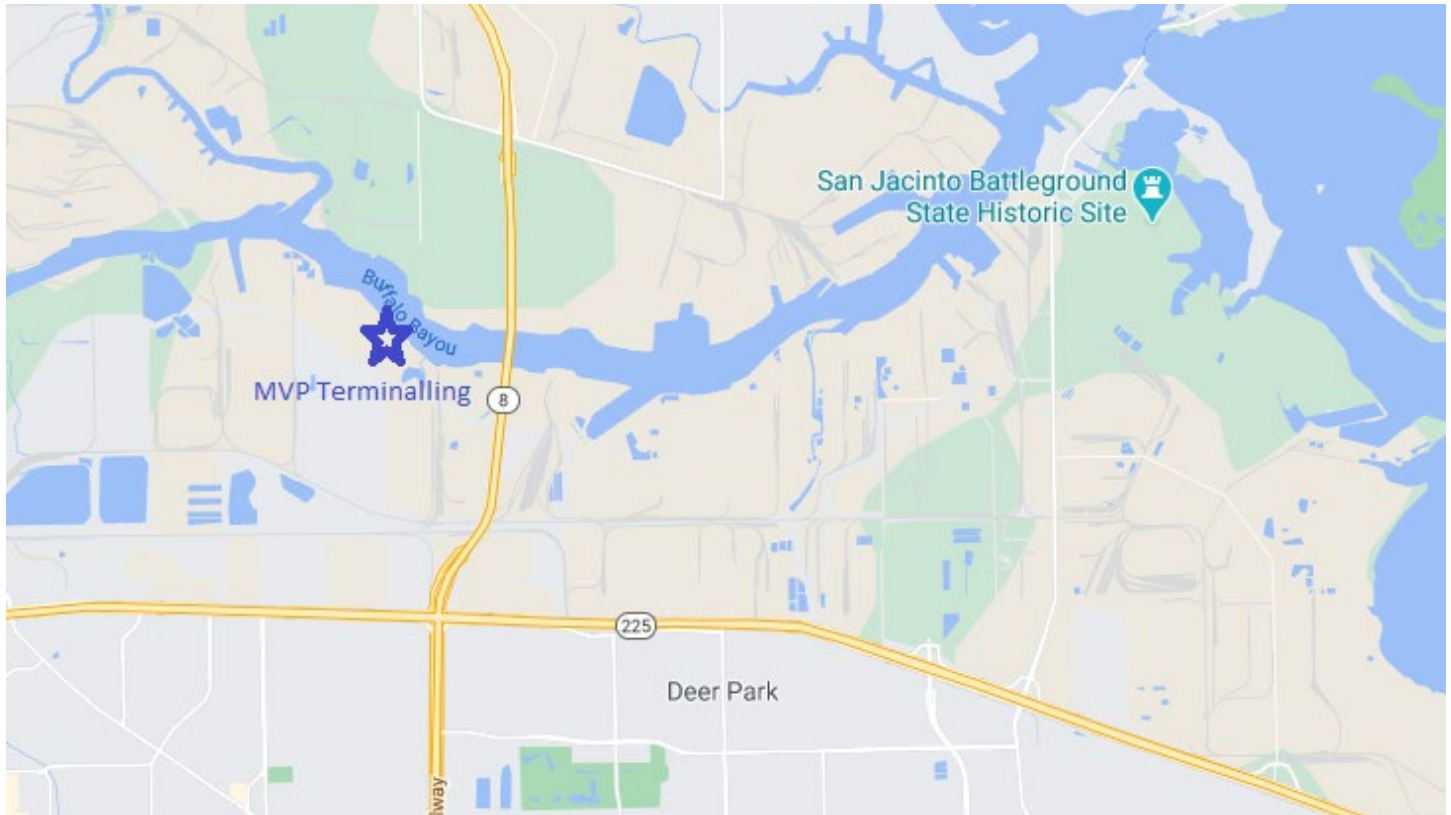 San Jacinto Battleground
State Historic Site
Buffalo Bayou
MVP Terminalling
8
225
Deer Park